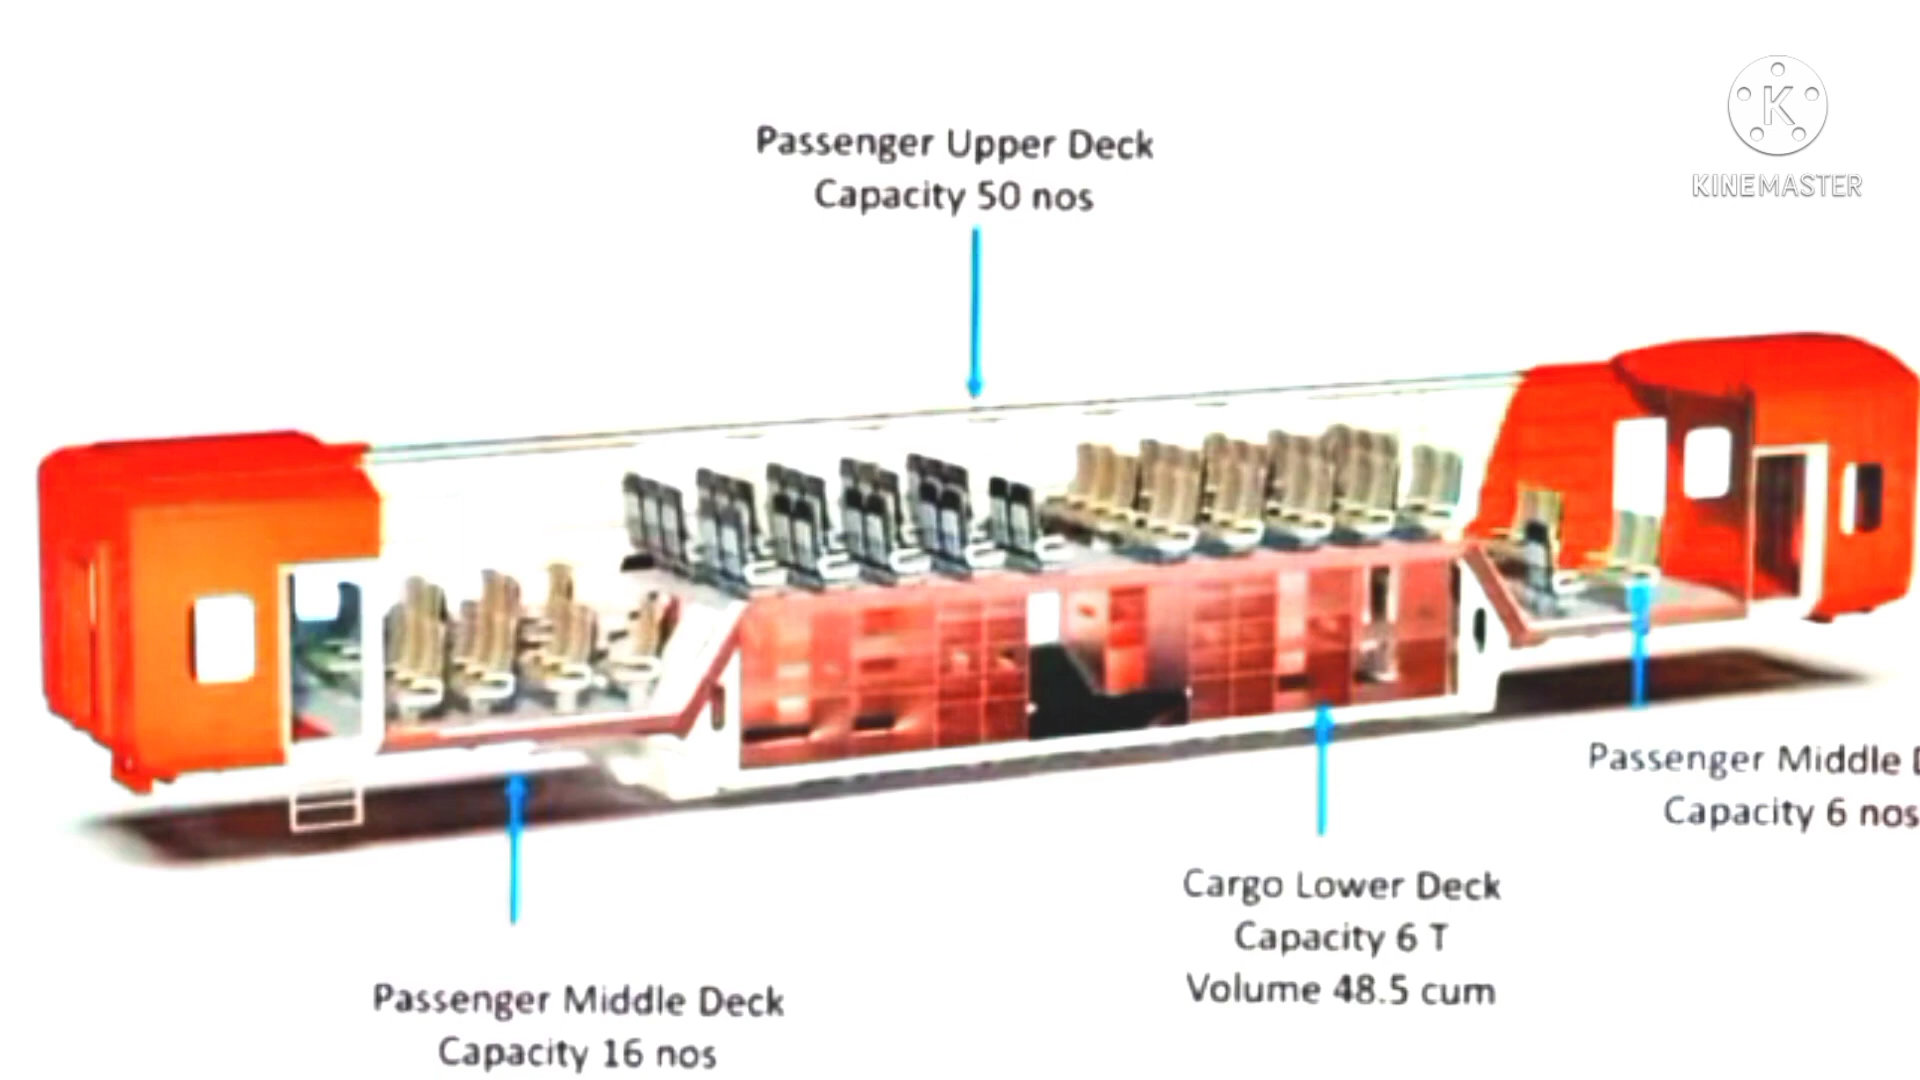 K
KINEMASTER
Passenger Upper Deck
Capacity 50 nos
Passenger Middle
Capacity 6 nos
Cargo Lower Deck
Capacity 6 T
Volume 48.5 cum
Passenger Middle Deck
Capacity 16 nos